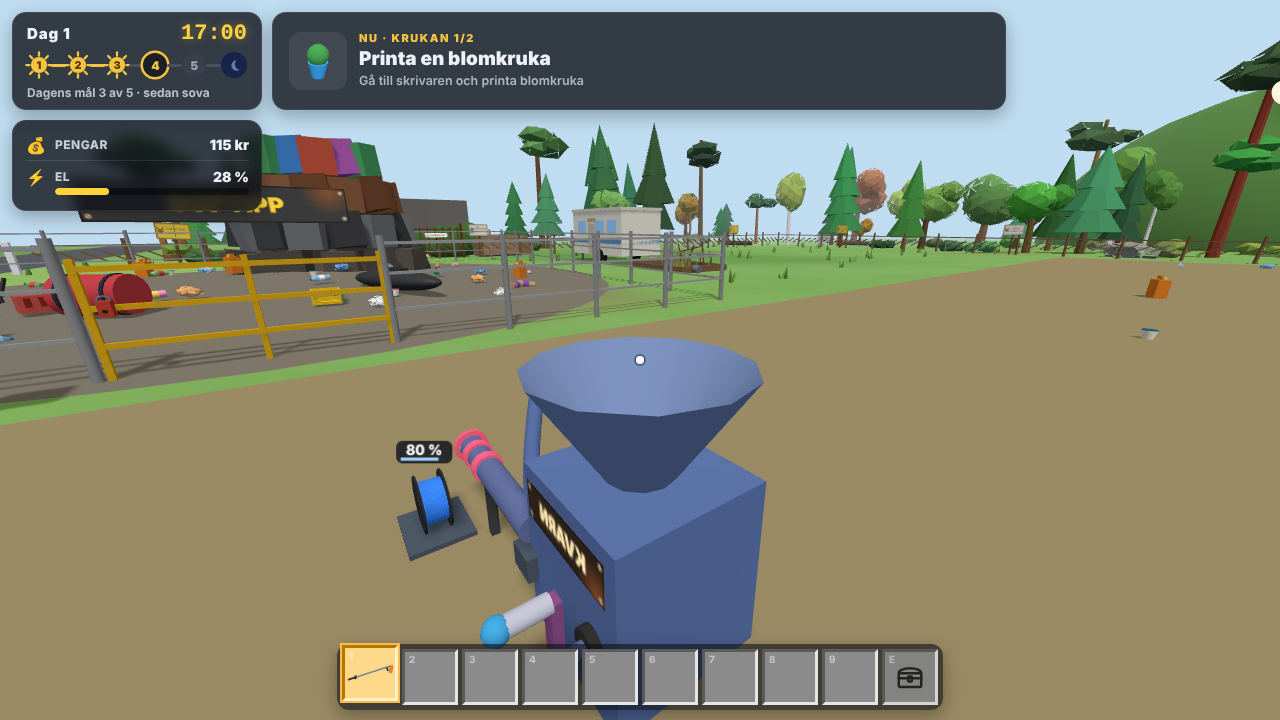 Dag 1
17:00
1 2 3 4 5
Dagens mål 3 av 5 · sedan sova
NU · KRUKAN 1/2
Printa en blomkruka
Gå till skrivaren och printa blomkruka
PENGAR
115 kr
EL
28 %
80 %
KVARN
1 2 3 4 5 6 7 8 9 E